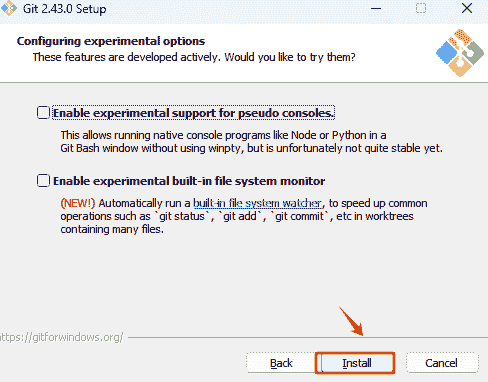 Git 2.43.0 Setup
Configuring experimental options
These features are developed actively. Would you like to try them?
Enable experimental support for pseudo consoles.
This allows running native console programs like Node or Python in a
Git Bash window without using winpty, but is unfortunately not quite stable yet.
Enable experimental built-in file system monitor
(NEW!) Automatically run a built-in file system watcher, to speed up common
operations such as `git status`, `git add`, `git commit`, etc in worktrees
containing many files.
ttps://gitforwindows.org/
Back
Install
Cancel